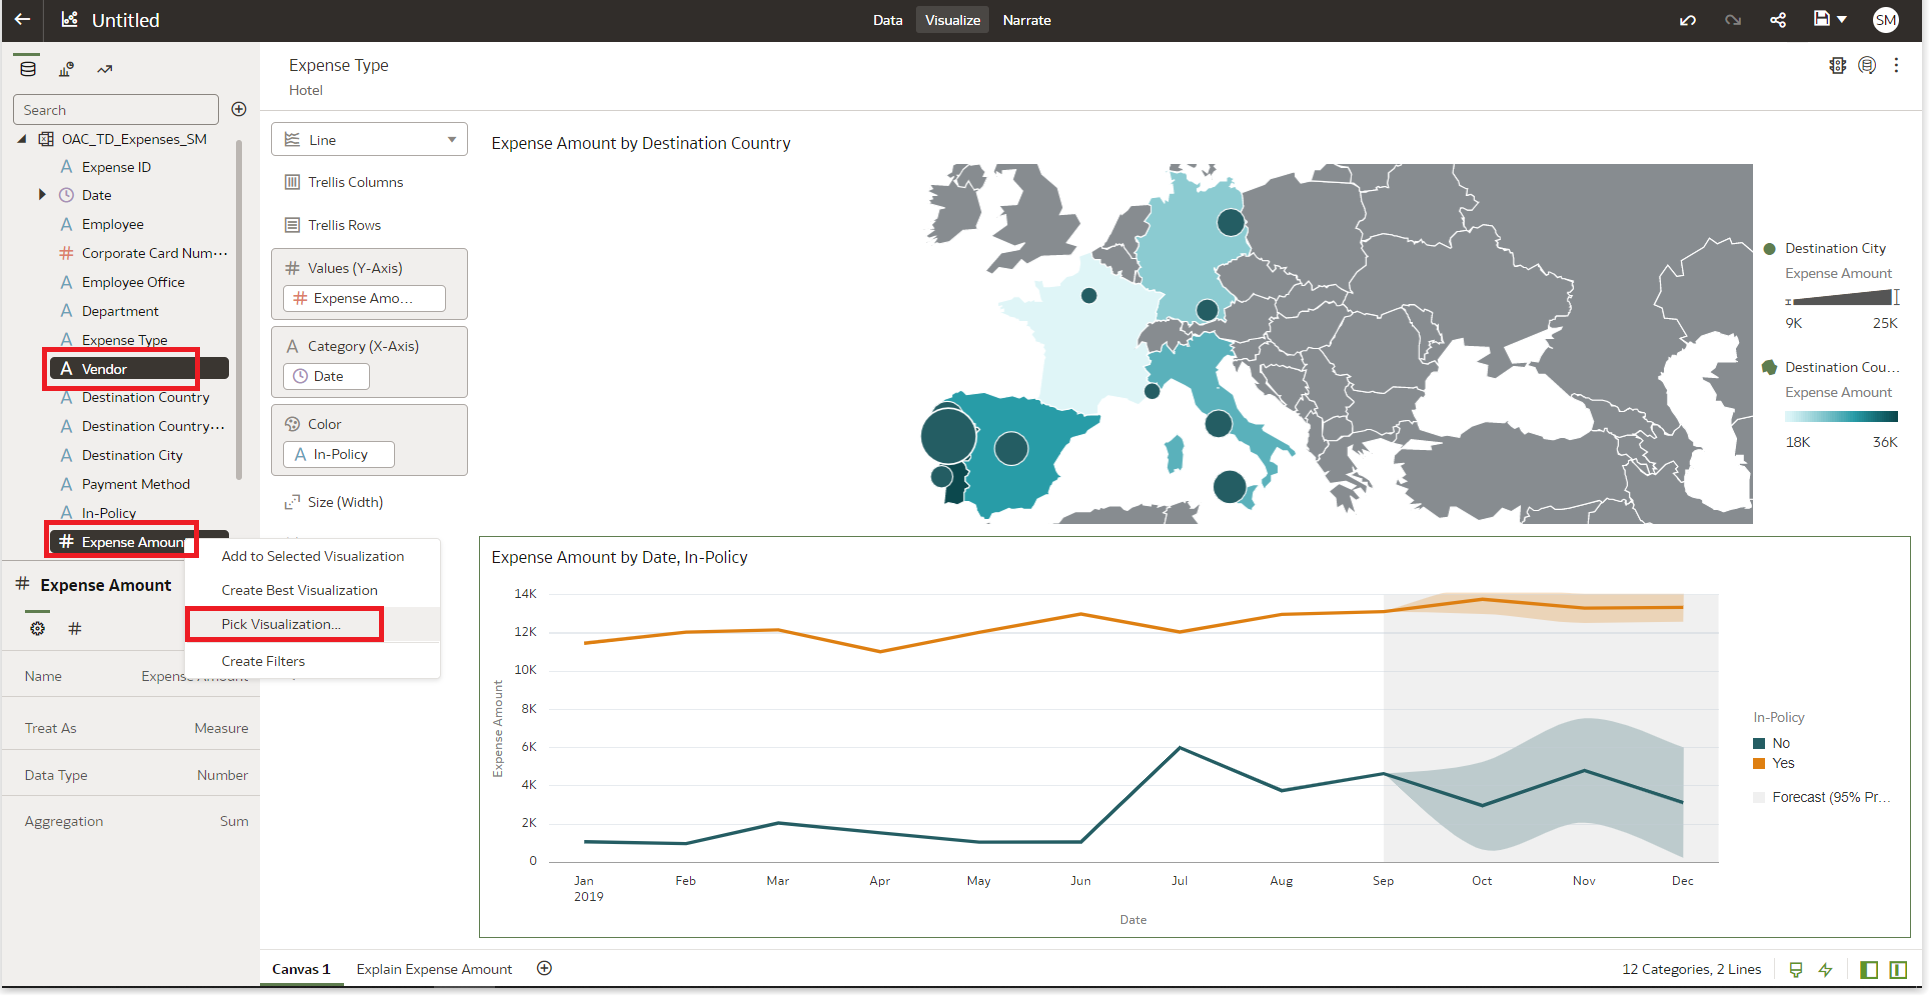 Untitled
Data Visualize Narrate
SM
Expense Type
Hotel
Search
OAC_TD_Expenses_SM
A Expense ID
Date
A Employee
# Corporate Card Num···
A Employee Office
A Department
A Expense Type
A Vendor
A Destination Country
A Destination Country···
A Destination City
A Payment Method
A In-Policy
# Expense Amoun
Add to Selected Visualization
Create Best Visualization
Pick Visualization...
Create Filters
# Expense Amount
#
Name Expense Amount
Treat As Measure
Data Type Number
Aggregation Sum
Line
Trellis Columns
Trellis Rows
# Values (Y-Axis)
# Expense Amo...
A Category (X-Axis)
Date
Color
A In-Policy
Size (Width)
Expense Amount by Destination Country
Destination City
Expense Amount
9K 25K
Destination Cou...
Expense Amount
18K 36K
Expense Amount by Date, In-Policy
14K
12K
10K
8K
6K
4K
2K
0
Expense Amount
Jan Feb Mar Apr May Jun Jul Aug Sep Oct Nov Dec
2019
Date
In-Policy
No
Yes
Forecast (95% Pr...
Canvas 1 Explain Expense Amount
12 Categories, 2 Lines